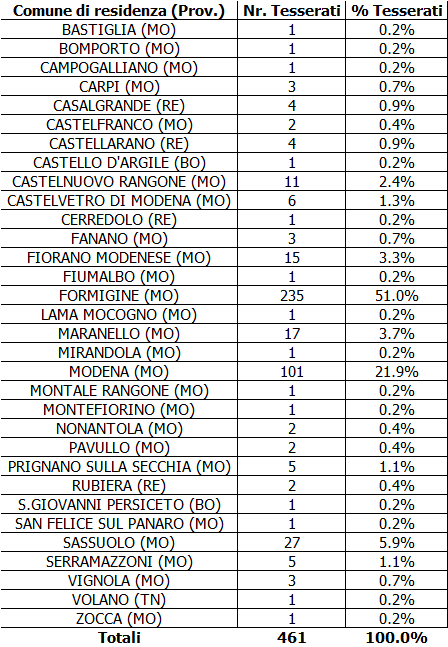 Comune di residenza (Prov.) Nr. Tesserati % Tesserati
BASTIGLIA (MO) 1 0.2%
BOMPORTO (MO) 1 0.2%
CAMPOGALLIANO (MO) 1 0.2%
CARPI (MO) 3 0.7%
CASALGRANDE (RE) 4 0.9%
CASTELFRANCO (MO) 2 0.4%
CASTELLARANO (RE) 4 0.9%
CASTELLO D'ARGILE (BO) 1 0.2%
CASTELNUOVO RANGONE (MO) 11 2.4%
CASTELVETRO DI MODENA (MO) 6 1.3%
CERREDOLO (RE) 1 0.2%
FANANO (MO) 3 0.7%
FIORANO MODENESE (MO) 15 3.3%
FIUMALBO (MO) 1 0.2%
FORMIGINE (MO) 235 51.0%
LAMA MOCOGNO (MO) 1 0.2%
MARANELLO (MO) 17 3.7%
MIRANDOLA (MO) 1 0.2%
MODENA (MO) 101 21.9%
MONTALE RANGONE (MO) 1 0.2%
MONTEFIORINO (MO) 1 0.2%
NONANTOLA (MO) 2 0.4%
PAVULLO (MO) 2 0.4%
PRIGNANO SULLA SECCHIA (MO) 5 1.1%
RUBIERA (RE) 2 0.4%
S.GIOVANNI PERSICETO (BO) 1 0.2%
SAN FELICE SUL PANARO (MO) 1 0.2%
SASSUOLO (MO) 27 5.9%
SERRAMAZZONI (MO) 5 1.1%
VIGNOLA (MO) 3 0.7%
VOLANO (TN) 1 0.2%
ZOCCA (MO) 1 0.2%
Totali 461 100.0%